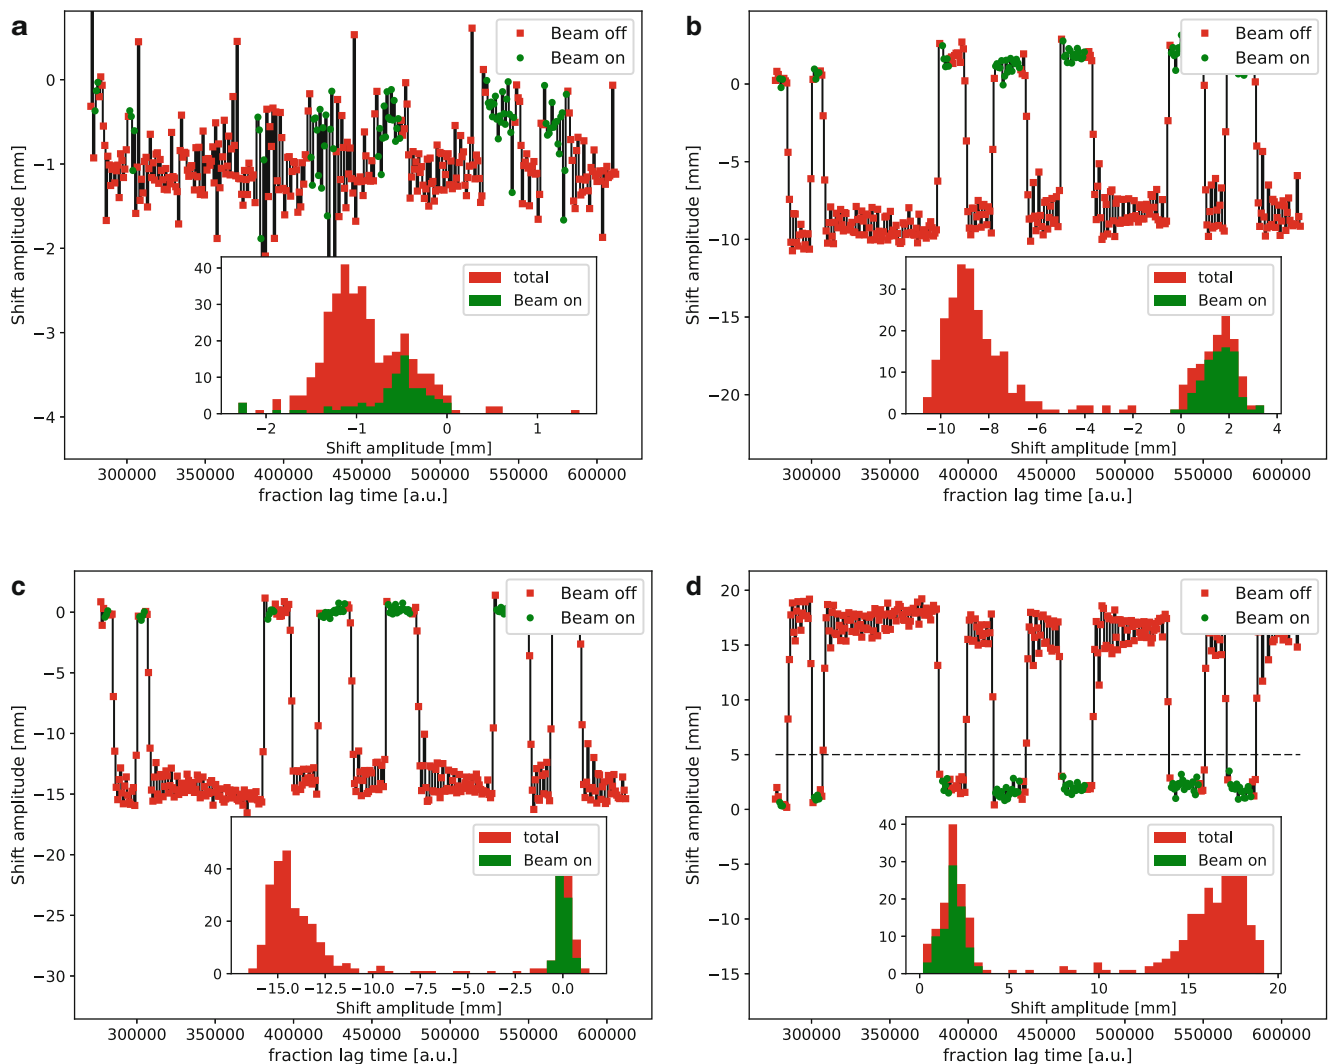 a
Beam off
Beam on
0
−1
−2
−3
−4
Shift amplitude [mm]
total
Beam on
40
30
20
10
0
−2 −1 0 1
Shift amplitude [mm]
300000 350000 400000 450000 500000 550000 600000
fraction lag time [a.u.]
b
Beam off
Beam on
0
−5
−10
−15
−20
Shift amplitude [mm]
total
Beam on
30
20
10
0
−10 −8 −6 −4 −2 0 2 4
Shift amplitude [mm]
300000 350000 400000 450000 500000 550000 600000
fraction lag time [a.u.]
c
Beam off
Beam on
0
−5
−10
−15
−20
−25
−30
Shift amplitude [mm]
total
Beam on
40
20
0
−15.0 −12.5 −10.0 −7.5 −5.0 −2.5 0.0
Shift amplitude [mm]
300000 350000 400000 450000 500000 550000 600000
fraction lag time [a.u.]
d
Beam off
Beam on
20
15
10
5
0
−5
−10
−15
Shift amplitude [mm]
total
Beam on
40
30
20
10
0
0 5 10 15 20
Shift amplitude [mm]
300000 350000 400000 450000 500000 550000 600000
fraction lag time [a.u.]